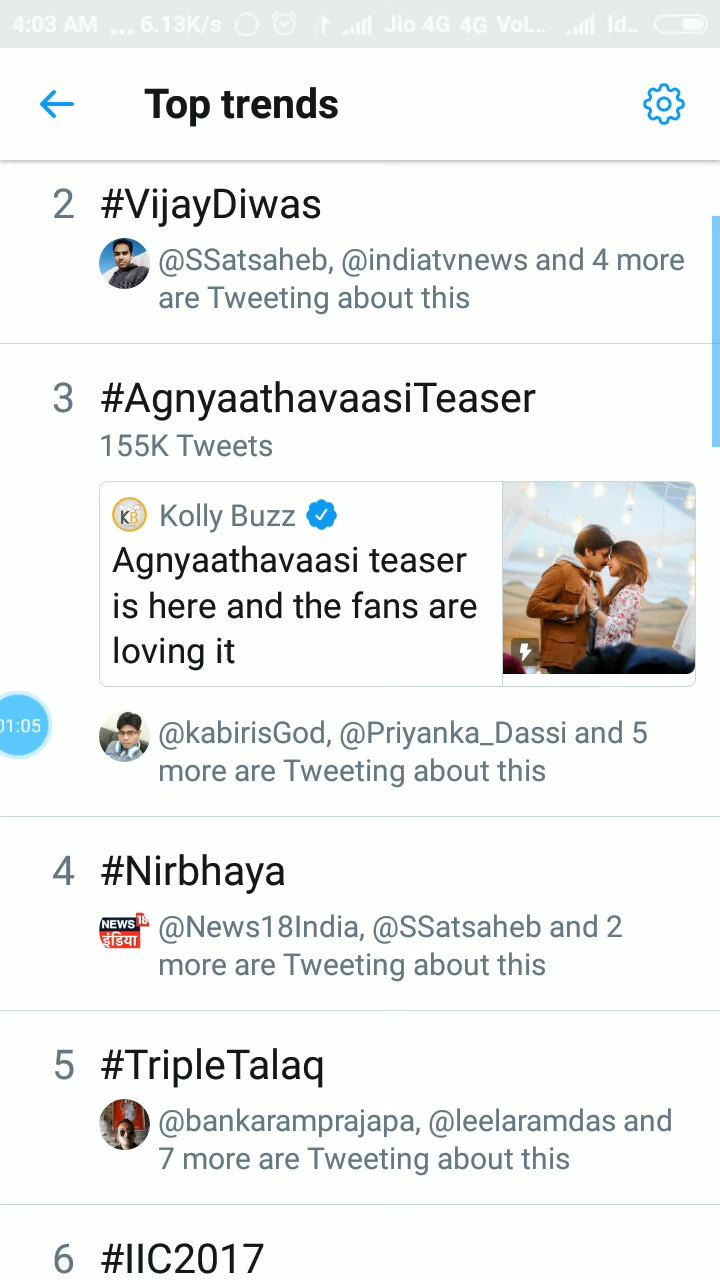 4:03 AM ... 6.13K/s Jio 4G 4G VoL... Id..
Top trends
2 #VijayDiwas
@SSatsaheb, @indiatvnews and 4 more
are Tweeting about this
3 #AgnyaathavaasiTeaser
155K Tweets
KB Kolly Buzz
Agnyaathavaasi teaser
is here and the fans are
loving it
01:05
@kabirisGod, @Priyanka_Dassi and 5
more are Tweeting about this
4 #Nirbhaya
NEWS 18
इंडिया
@News18India, @SSatsaheb and 2
more are Tweeting about this
5 #TripleTalaq
@bankaramprajapa, @leelaramdas and
7 more are Tweeting about this
6 #IIC2017